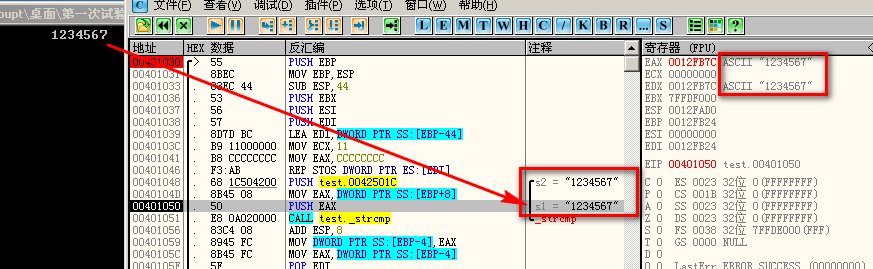 oupt\桌面\第一次试验
1234567
C 文件(F) 查看(V) 调试(D) 插件(P) 选项(T) 窗口(W) 帮助(H)
L E M T W H C / K B R ... S
地址 HEX 数据 反汇编 注释 寄存器 (FPU)
00401030 55 PUSH EBP
00401031 . 8BEC MOV EBP,ESP
00401033 . 83EC 44 SUB ESP,44
00401036 . 53 PUSH EBX
00401037 . 56 PUSH ESI
00401038 . 57 PUSH EDI
00401039 . 8D7D BC LEA EDI,DWORD PTR SS:[EBP-44]
0040103C . B9 11000000 MOV ECX,11
00401041 . B8 CCCCCCCC MOV EAX,CCCCCCCC
00401046 . F3:AB REP STOS DWORD PTR ES:[EDI]
00401048 . 68 1C504200 PUSH test.0042501C s2 = "1234567"
0040104D . 8B45 08 MOV EAX,DWORD PTR SS:[EBP+8]
00401050 . 50 PUSH EAX s1 = "1234567"
00401051 . E8 0A020000 CALL test._strcmp _strcmp
00401056 . 83C4 08 ADD ESP,8
00401059 . 8945 FC MOV DWORD PTR SS:[EBP-4],EAX
0040105C . 8B45 FC MOV EAX,DWORD PTR SS:[EBP-4]
0040105F . 5F POP EDI
EAX 0012FB7C ASCII "1234567"
ECX 00000000
EDX 0012FB7C ASCII "1234567"
EBX 7FFDF000
ESP 0012FAD0
EBP 0012FB24
ESI 00000000
EDI 0012FB24
EIP 00401050 test.00401050
C 0 ES 0023 32位 0(FFFFFFFF)
P 0 CS 001B 32位 0(FFFFFFFF)
A 0 SS 0023 32位 0(FFFFFFFF)
Z 0 DS 0023 32位 0(FFFFFFFF)
S 0 FS 0038 32位 7FFDE000(FFF)
T 0 GS 0000 NULL
D 0
O 0 LastErr ERROR_SUCCESS (00000000)